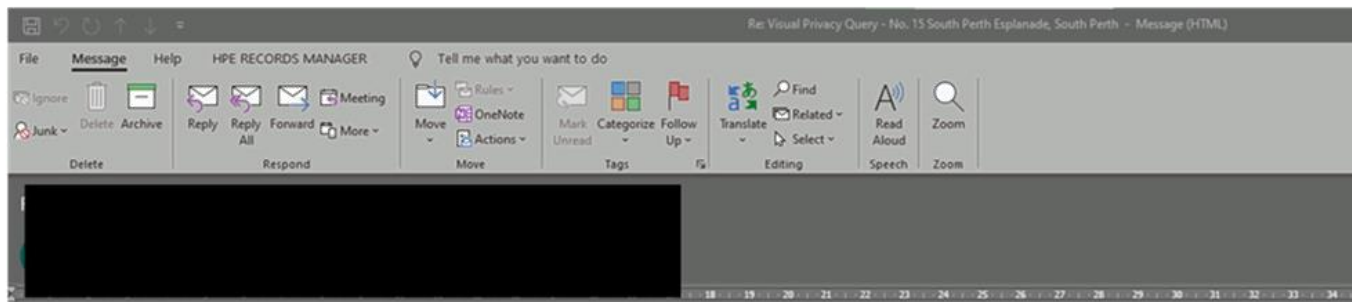 Re: Visual Privacy Query - No. 15 South Perth Esplanade, South Perth - Message (HTML)
File Message Help HPE RECORDS MANAGER Tell me what you want to do
Ignore
Junk
Delete
Archive
Delete
Reply
Reply All
Forward
Meeting
More
Respond
Move
Rules
OneNote
Actions
Move
Mark Unread
Categorize
Follow Up
Tags
Translate
Find
Related
Select
Editing
Read Aloud
Speech
Zoom
Zoom
18 19 20 21 22 23 24 25 26 27 28 29 30 31 32 33 34